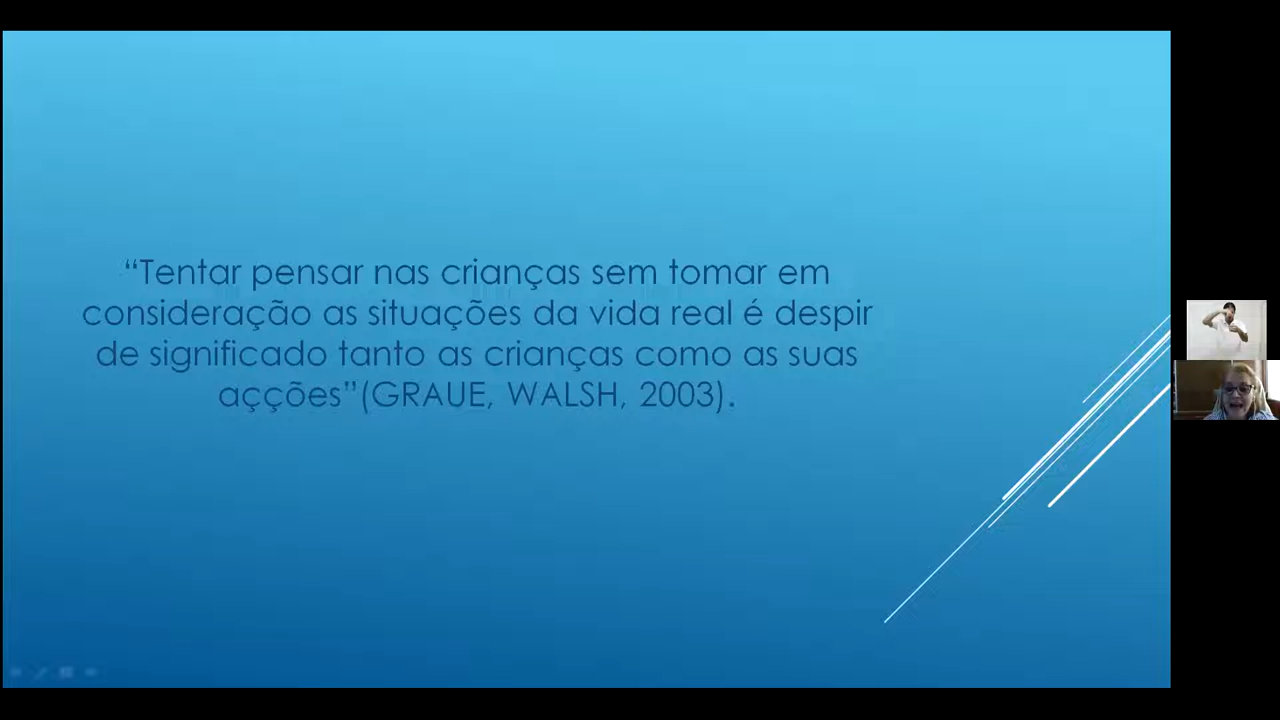 “Tentar pensar nas crianças sem tomar em
consideração as situações da vida real é despir
de significado tanto as crianças como as suas
acções”(GRAUE, WALSH, 2003).